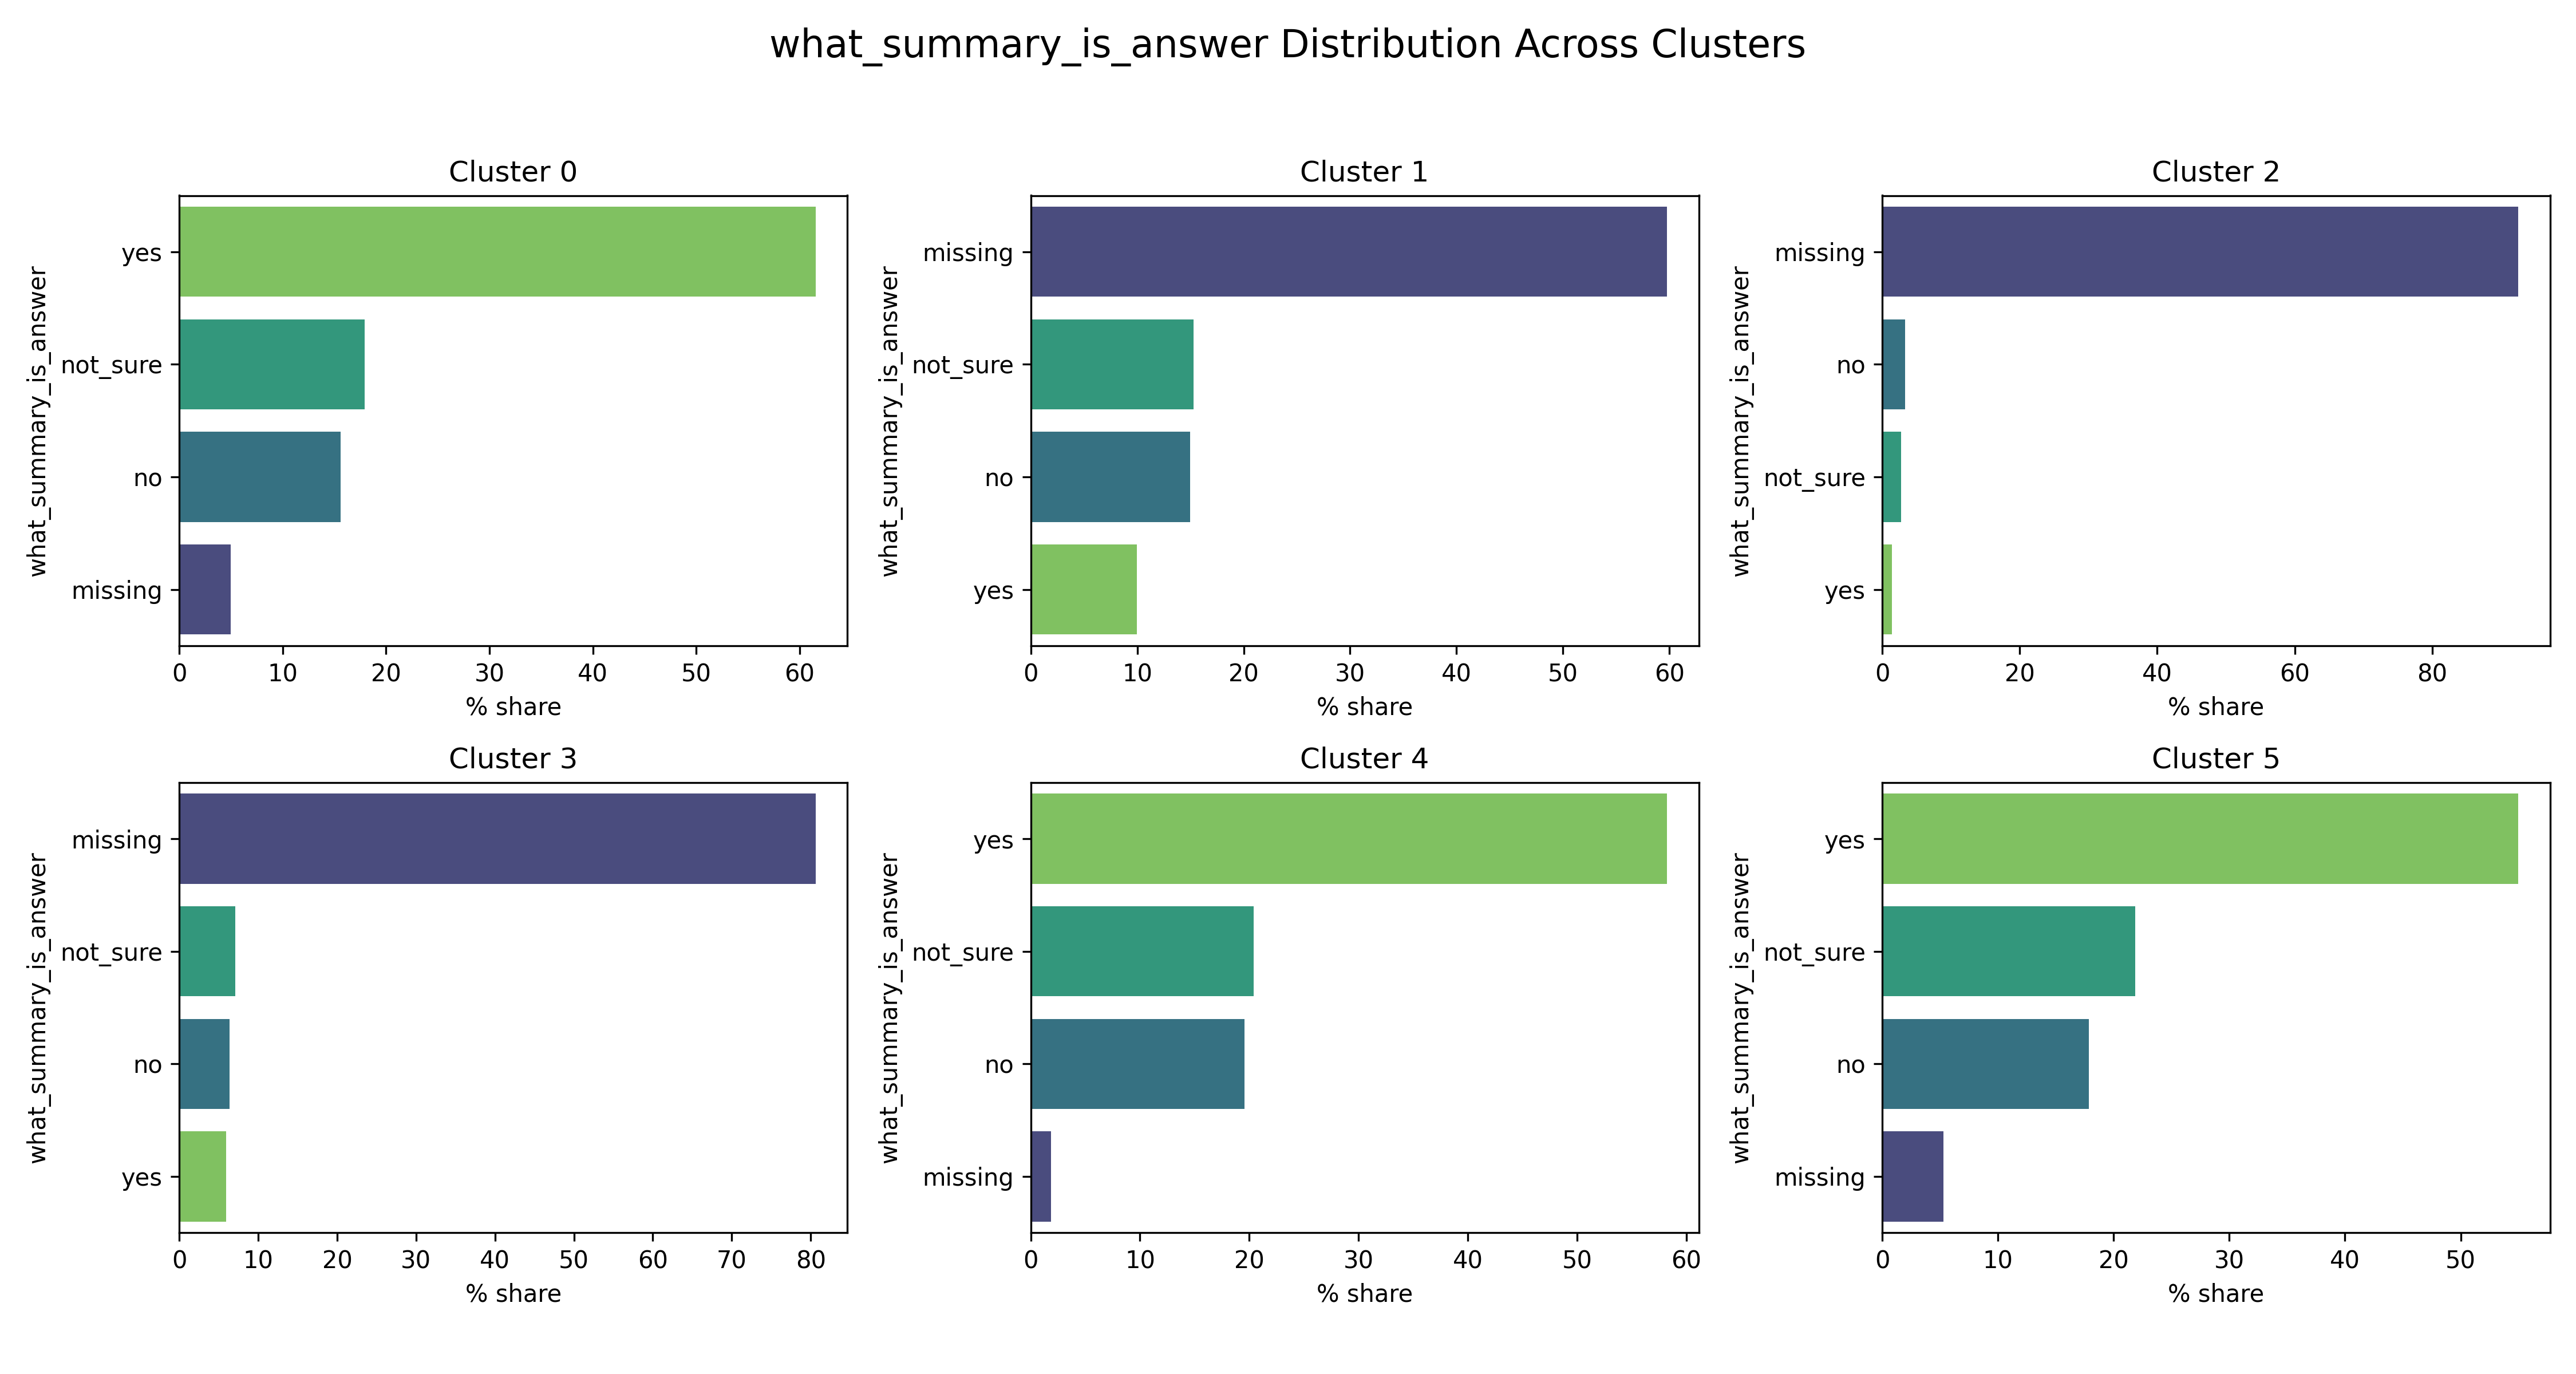 what_summary_is_answer Distribution Across Clusters
Cluster 0
what_summary_is_answer
yes
not_sure
no
missing
0 10 20 30 40 50 60
% share
Cluster 1
what_summary_is_answer
missing
not_sure
no
yes
0 10 20 30 40 50 60
% share
Cluster 2
what_summary_is_answer
missing
no
not_sure
yes
0 20 40 60 80
% share
Cluster 3
what_summary_is_answer
missing
not_sure
no
yes
0 10 20 30 40 50 60 70 80
% share
Cluster 4
what_summary_is_answer
yes
not_sure
no
missing
0 10 20 30 40 50 60
% share
Cluster 5
what_summary_is_answer
yes
not_sure
no
missing
0 10 20 30 40 50
% share